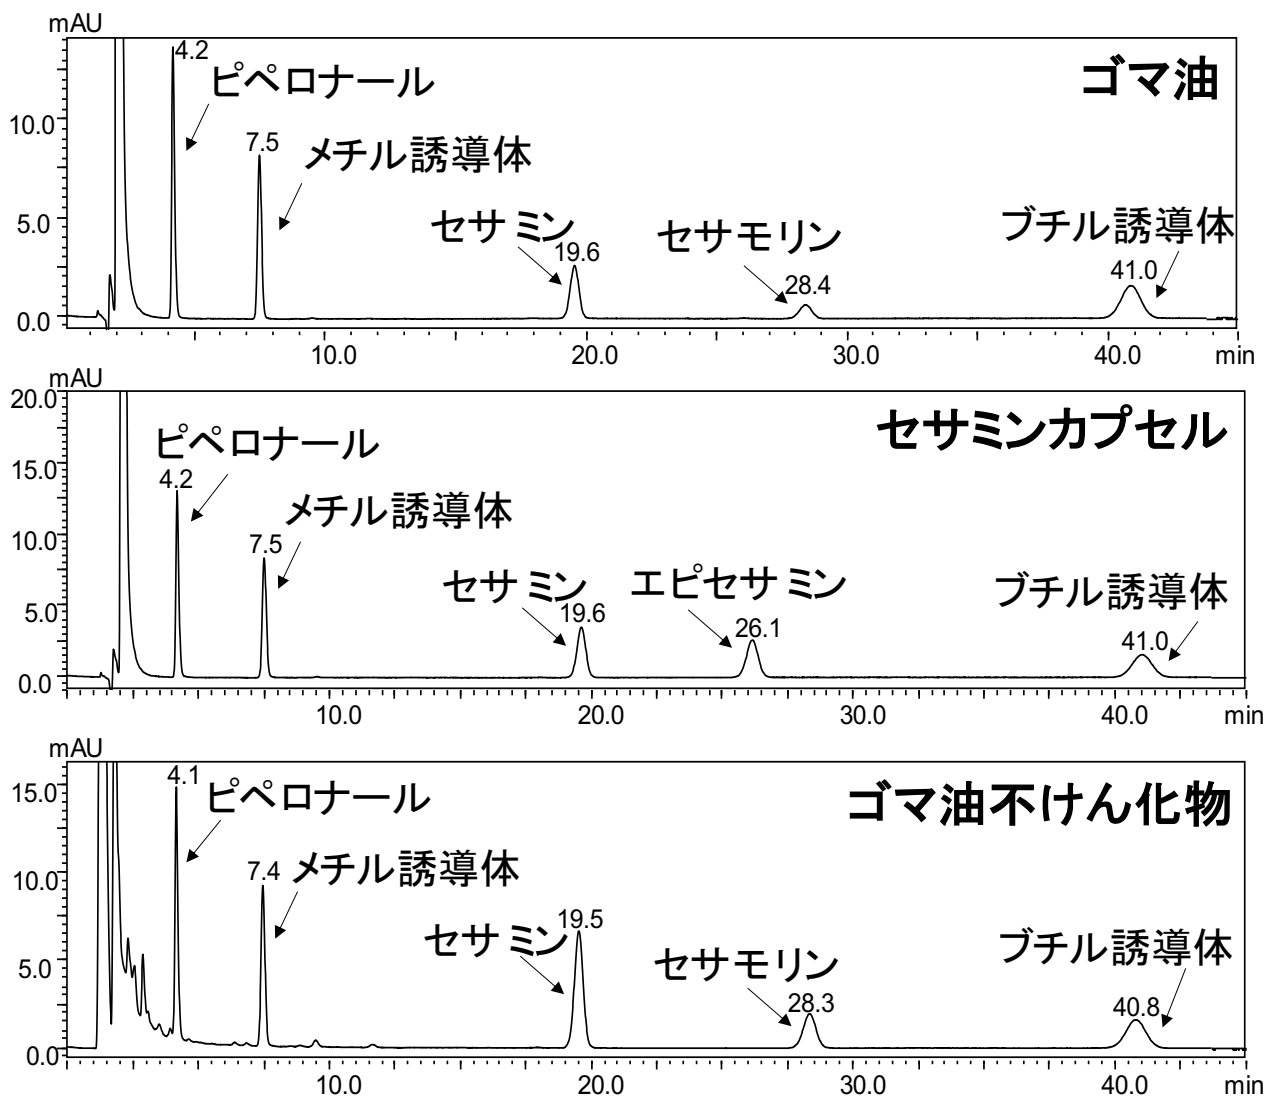 mAU
4.2
ピペロナール
ゴマ油
10.0
7.5
メチル誘導体
5.0
セサミン
19.6
セサモリン
28.4
ブチル誘導体
41.0
0.0
10.0
20.0
30.0
40.0
min
mAU
20.0
セサミンカプセル
ピペロナール
4.2
15.0
メチル誘導体
7.5
10.0
セサミン
19.6
エピセサミン
26.1
ブチル誘導体
41.0
5.0
0.0
10.0
20.0
30.0
40.0
min
mAU
4.1
ピペロナール
ゴマ油不けん化物
15.0
7.4
メチル誘導体
10.0
セサミン
19.5
セサモリン
28.3
ブチル誘導体
40.8
5.0
0.0
10.0
20.0
30.0
40.0
min